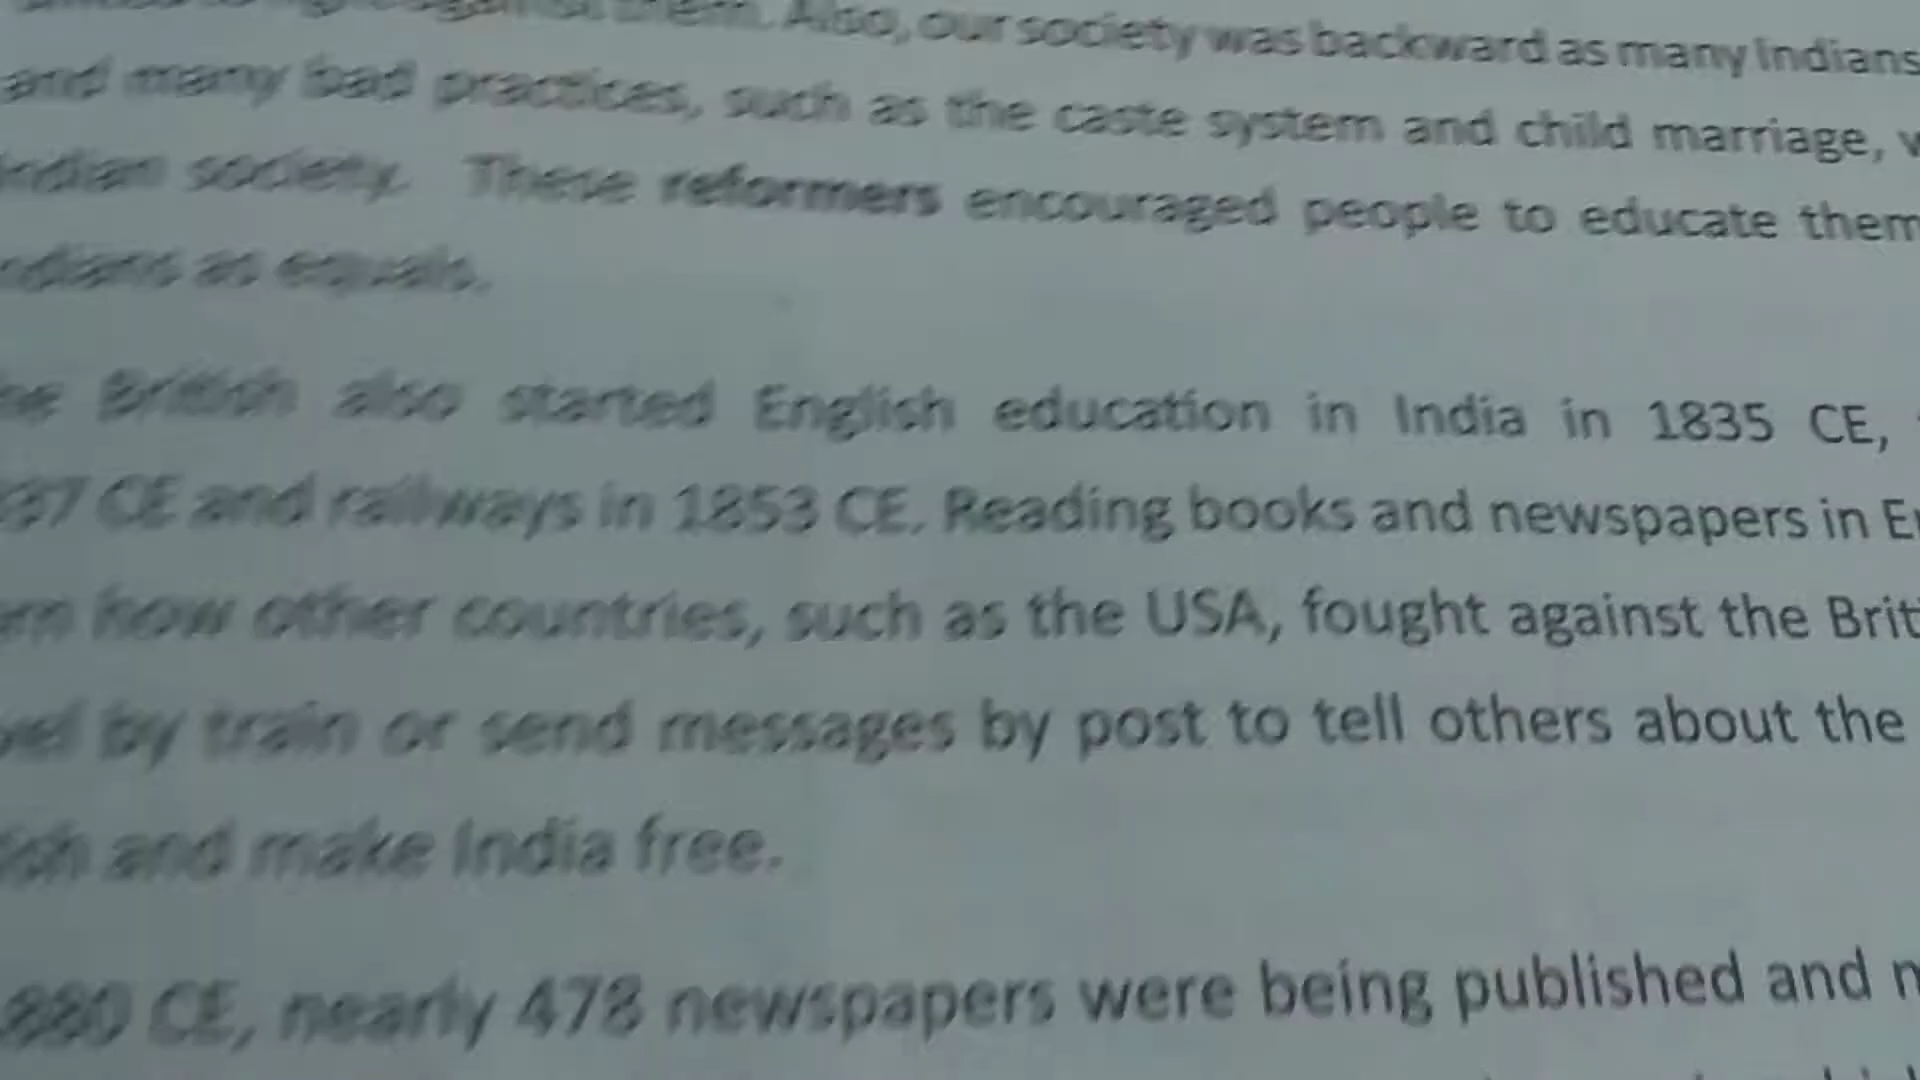 against them. Also, our society was backward as many Indians
and many bad practices, such as the caste system and child marriage,
Indian society. These reformers encouraged people to educate them
ndians as equals.
he British also started English education in India in 1835 CE,
37 CE and railways in 1853 CE. Reading books and newspapers in
how other countries, such as the USA, fought against the Brit
vel by train or send messages by post to tell others about the
ish and make India free.
880 CE, nearly 478 newspapers were being published and